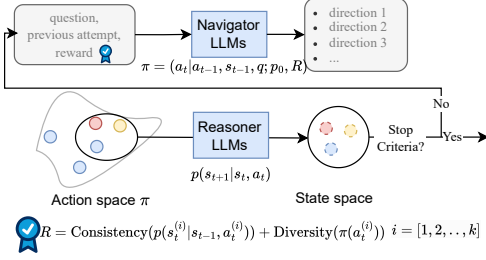 question,
previous attempt,
reward
Navigator
LLMs
• direction 1
• direction 2
• direction 3
• ...
π = (a_t|a_{t−1}, s_{t−1}, q; p_0, R)
No
Reasoner
LLMs
Stop
Criteria?
Yes
p(s_{t+1}|s_t, a_t)
Action space π
State space
R = Consistency(p(s_t^{(i)}|s_{t−1}, a_t^{(i)})) + Diversity(π(a_t^{(i)})) i = [1, 2, . . , k]